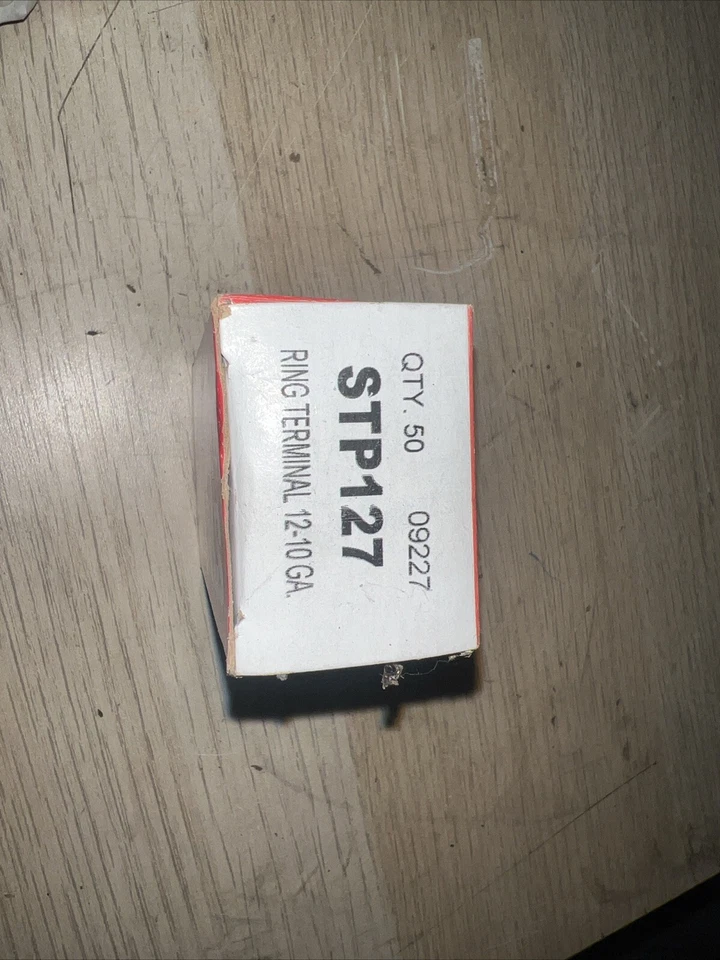 QTY. 50 09227
STP127
RING TERMINAL 12-10 GA.